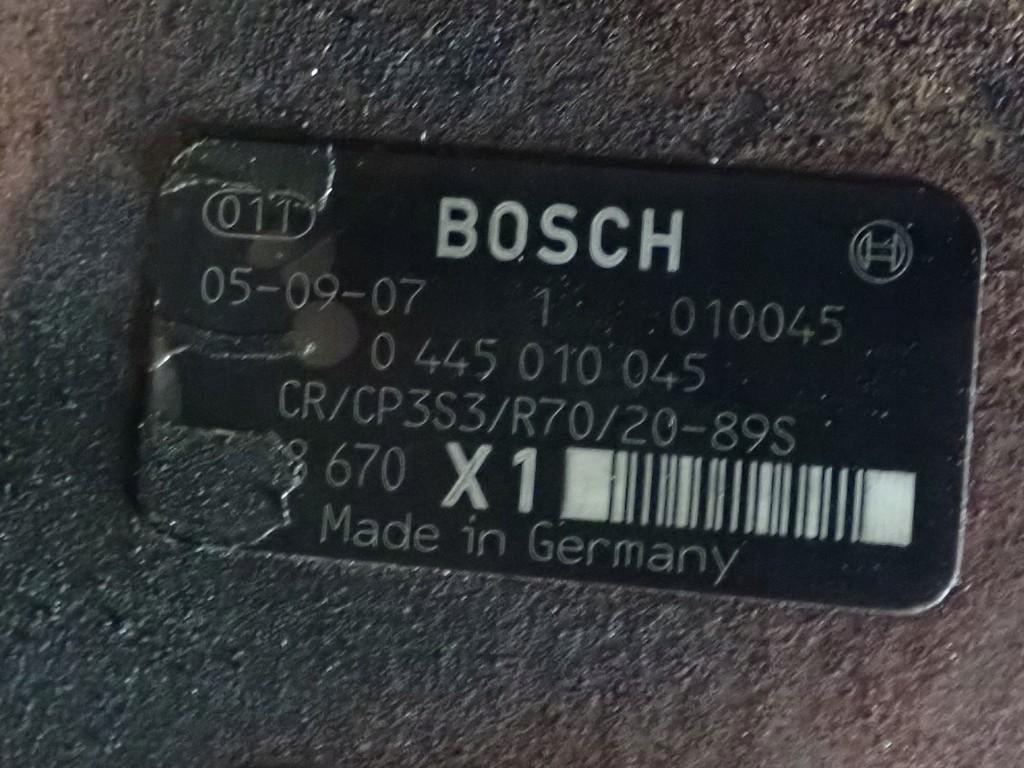 011 BOSCH
05-09-07 1 010045
0 445 010 045
CR/CP3S3/R70/20-89S
8 670 X1
Made in Germany